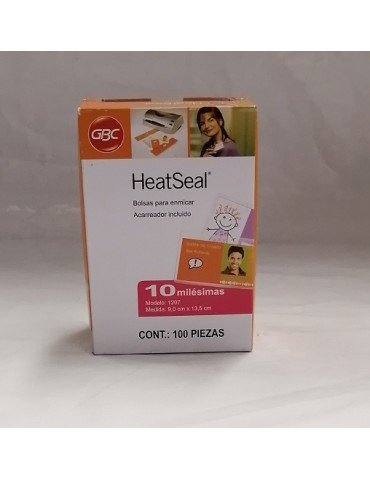 GBC
HeatSeal®
Bolsas para enmicar
Acarreador incluido
10 milésimas
Modelo: 1297
Medida: 9,0 cm x 13,5 cm
CONT.: 100 PIEZAS